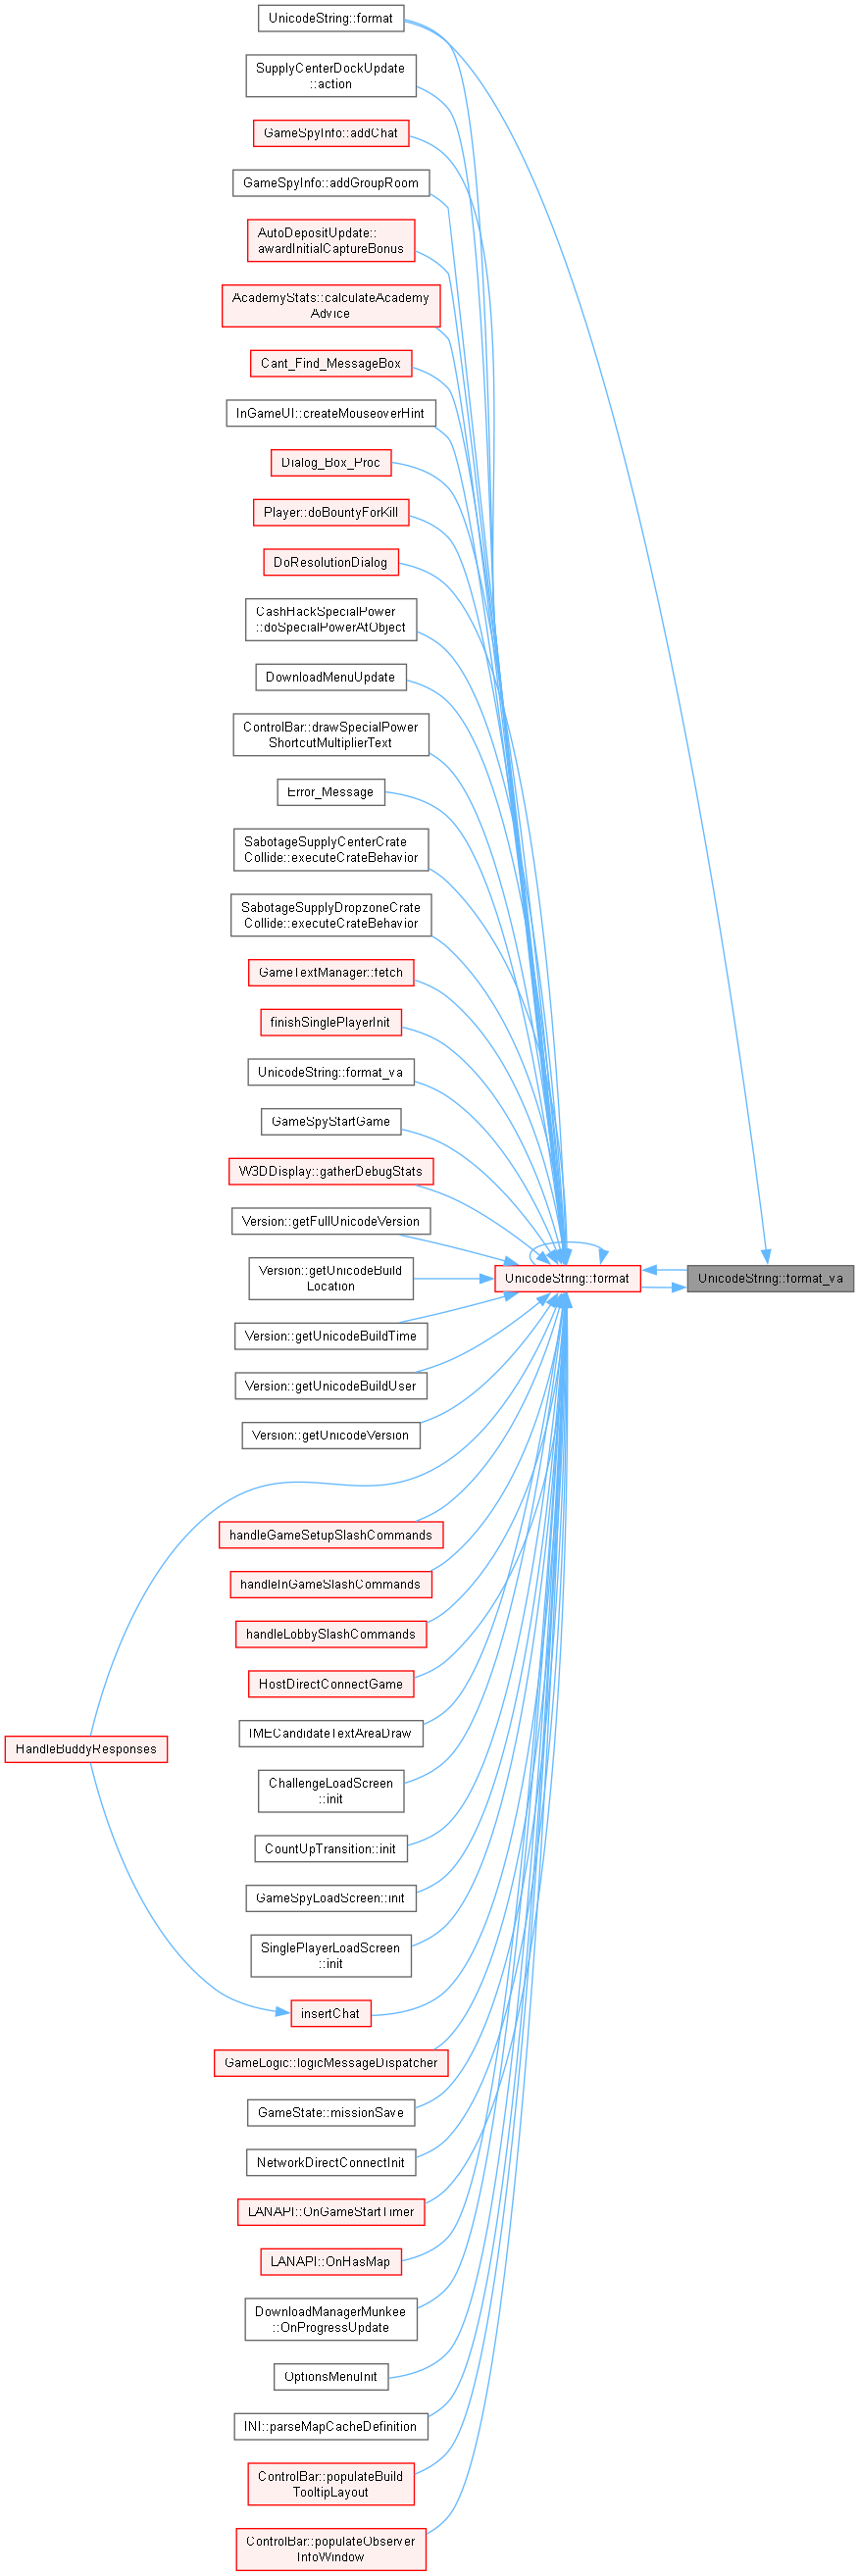 UnicodeString::format
SupplyCenterDockUpdate
::action
GameSpyInfo::addChat
GameSpyInfo::addGroupRoom
AutoDepositUpdate::
awardInitialCaptureBonus
AcademyStats::calculateAcademy
Advice
Cant_Find_MessageBox
InGameUI::createMouseoverHint
Dialog_Box_Proc
Player::doBountyForKill
DoResolutionDialog
CashHackSpecialPower
::doSpecialPowerAtObject
DownloadMenuUpdate
ControlBar::drawSpecialPower
ShortcutMultiplierText
Error_Message
SabotageSupplyCenterCrate
Collide::executeCrateBehavior
SabotageSupplyDropzoneCrate
Collide::executeCrateBehavior
GameTextManager::fetch
finishSinglePlayerInit
UnicodeString::format_va
GameSpyStartGame
W3DDisplay::gatherDebugStats
Version::getFullUnicodeVersion
Version::getUnicodeBuild
Location
UnicodeString::format
UnicodeString::format_va
Version::getUnicodeBuildTime
Version::getUnicodeBuildUser
Version::getUnicodeVersion
handleGameSetupSlashCommands
handleInGameSlashCommands
handleLobbySlashCommands
HostDirectConnectGame
IMECandidateTextAreaDraw
HandleBuddyResponses
ChallengeLoadScreen
::init
CountUpTransition::init
GameSpyLoadScreen::init
SinglePlayerLoadScreen
::init
insertChat
GameLogic::logicMessageDispatcher
GameState::missionSave
NetworkDirectConnectInit
LANAPI::OnGameStartTimer
LANAPI::OnHasMap
DownloadManagerMunkee
::OnProgressUpdate
OptionsMenuInit
INI::parseMapCacheDefinition
ControlBar::populateBuild
TooltipLayout
ControlBar::populateObserver
InfoWindow